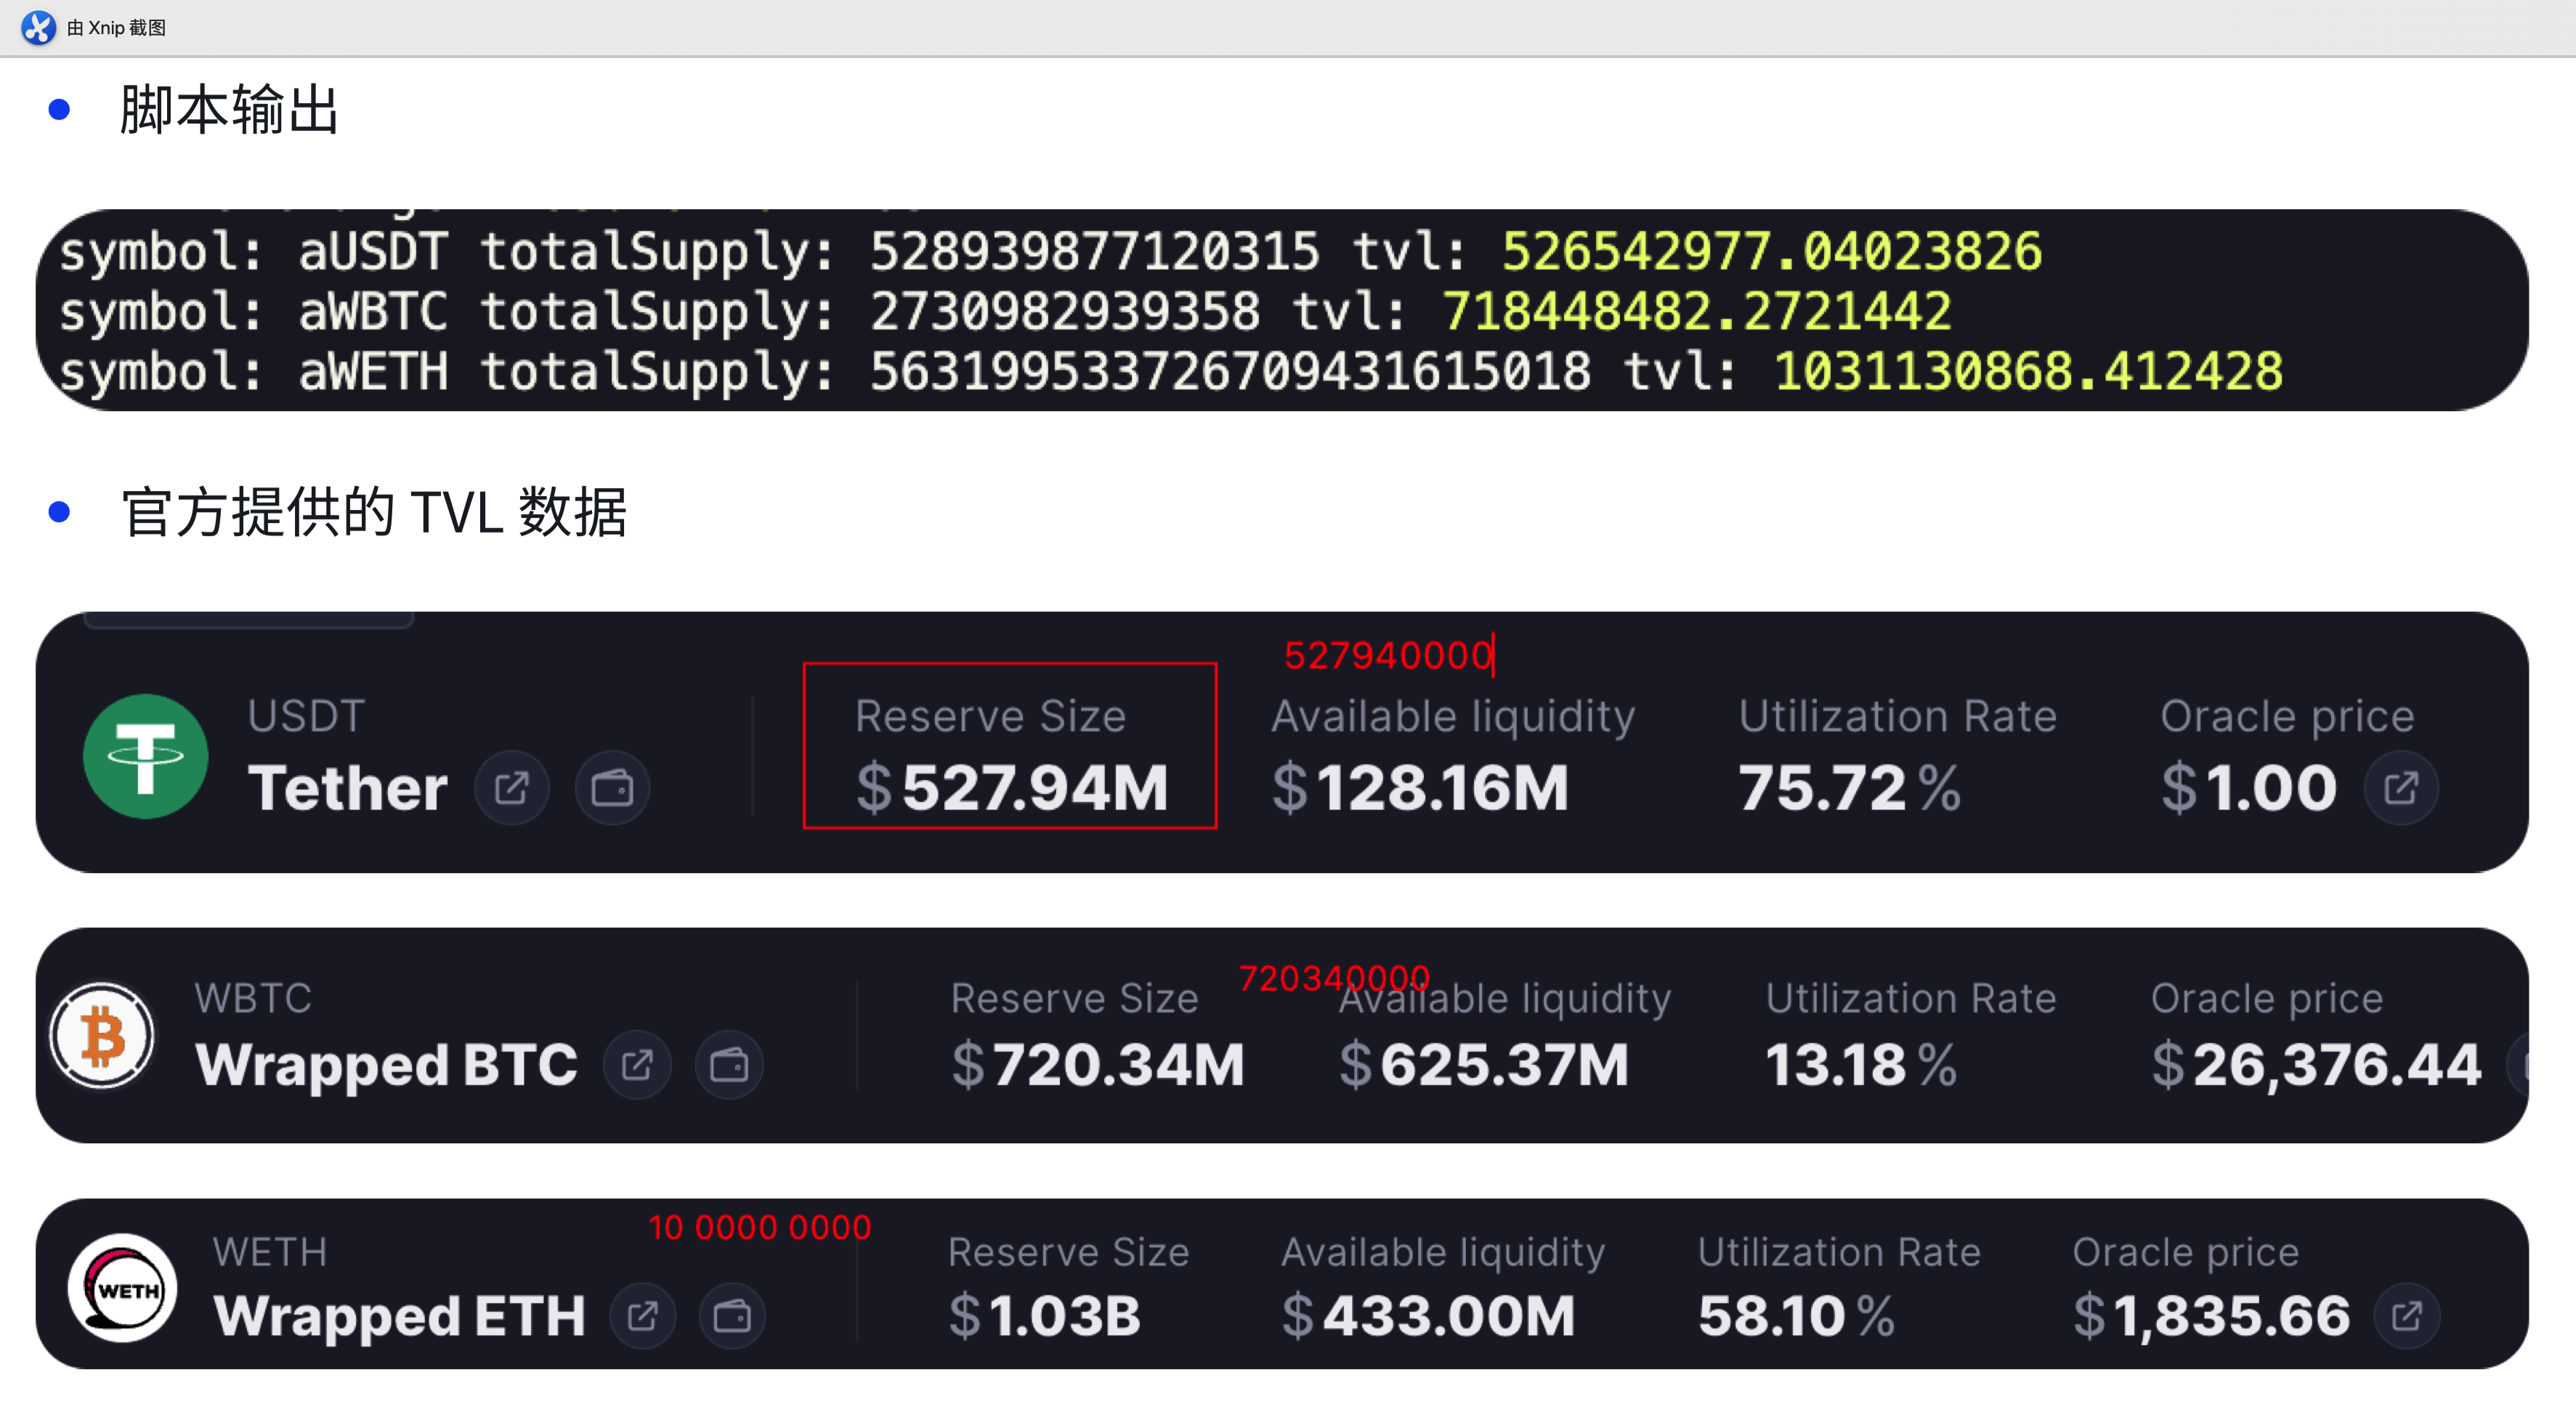 由 Xnip 截图
脚本输出
symbol: aUSDT totalSupply: 528939877120315 tvl: 526542977.04023826
symbol: aWBTC totalSupply: 2730982939358 tvl: 718448482.2721442
symbol: aWETH totalSupply: 563199533726709431615018 tvl: 1031130868.412428
官方提供的 TVL 数据
527940000
USDT Reserve Size Available liquidity Utilization Rate Oracle price
Tether $527.94M $128.16M 75.72% $1.00
720340000
WBTC Reserve Size Available liquidity Utilization Rate Oracle price
Wrapped BTC $720.34M $625.37M 13.18% $26,376.44
10 0000 0000
WETH Reserve Size Available liquidity Utilization Rate Oracle price
WETH
Wrapped ETH $1.03B $433.00M 58.10% $1,835.66